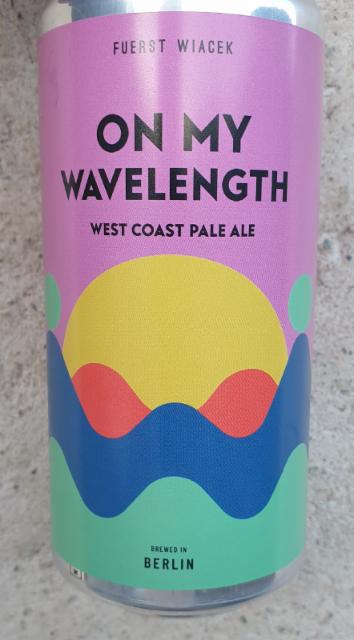 FUERST WIACEK
ON MY
WAVELENGTH
WEST COAST PALE ALE
BREWED IN
BERLIN